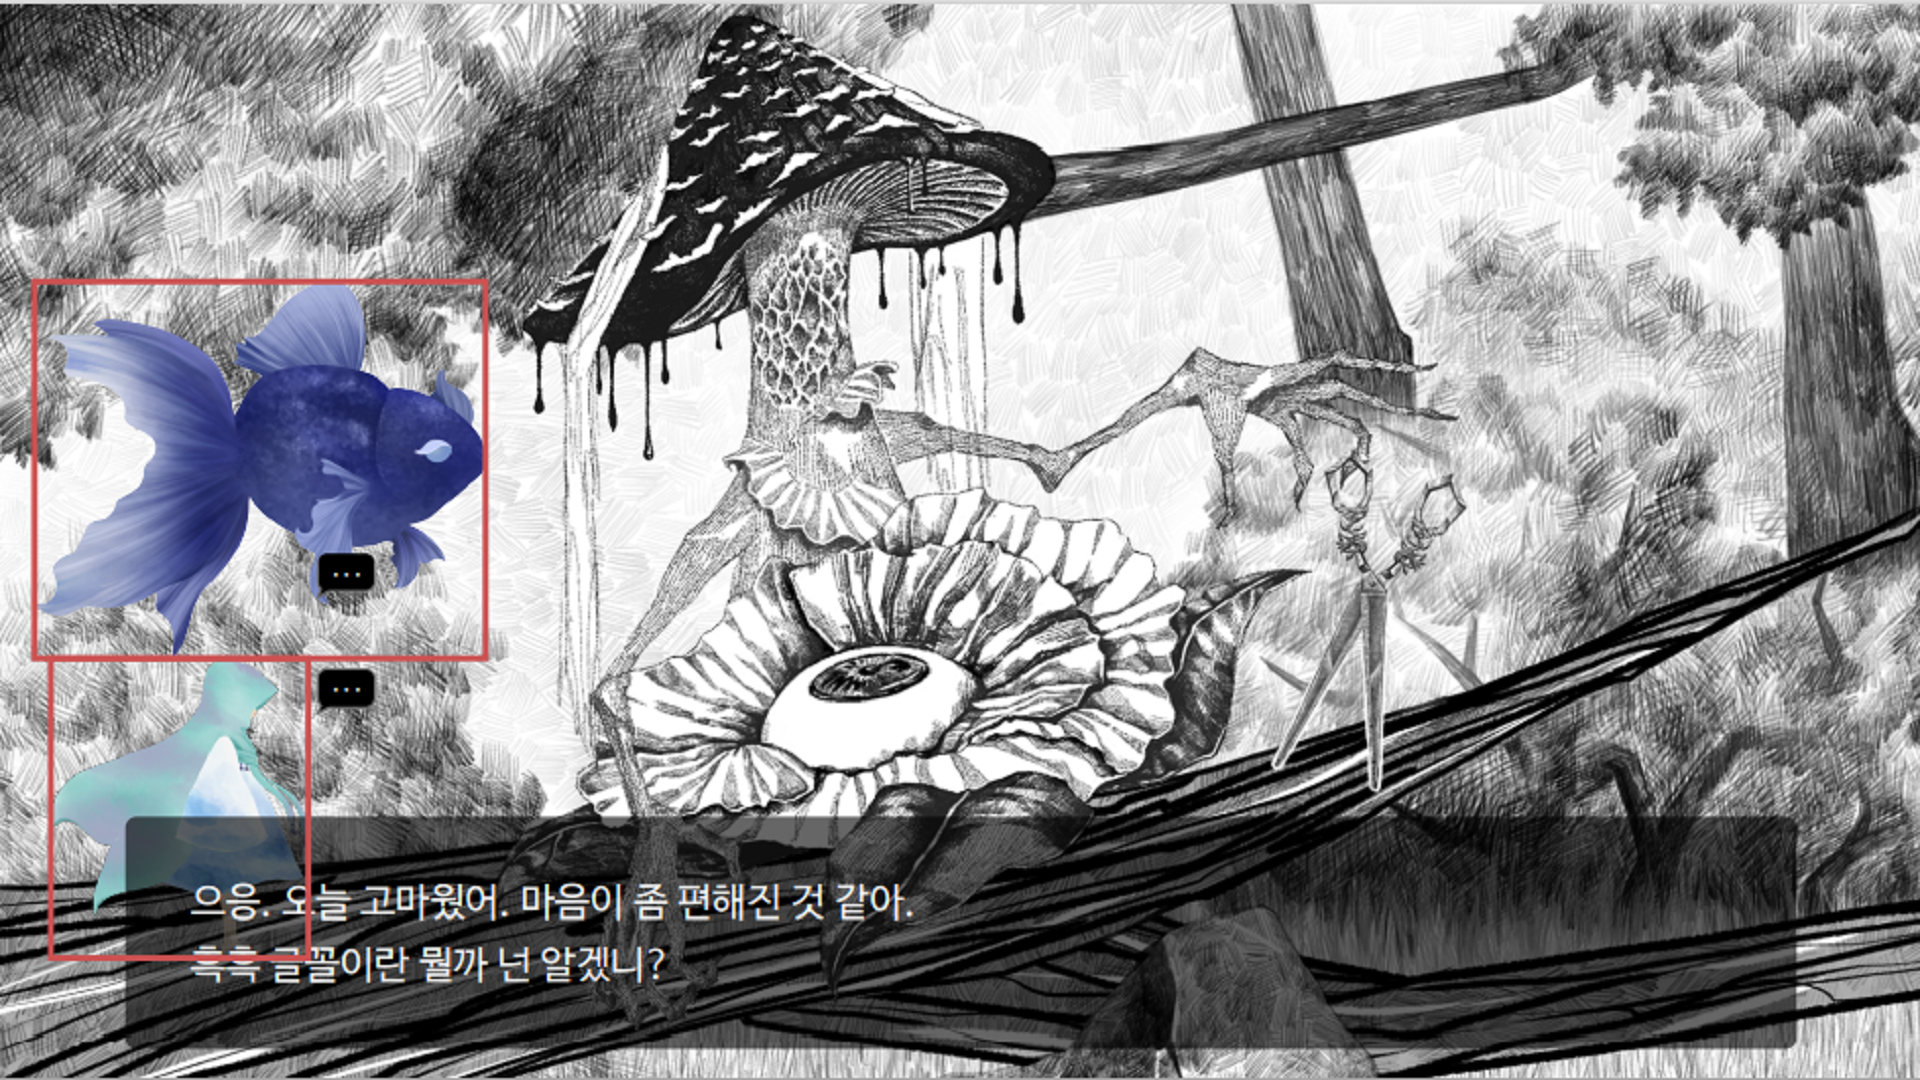 ...
...
으응. 오늘 고마웠어. 마음이 좀 편해진 것 같아.
흑흑 글꼴이란 뭘까 넌 알겠니?